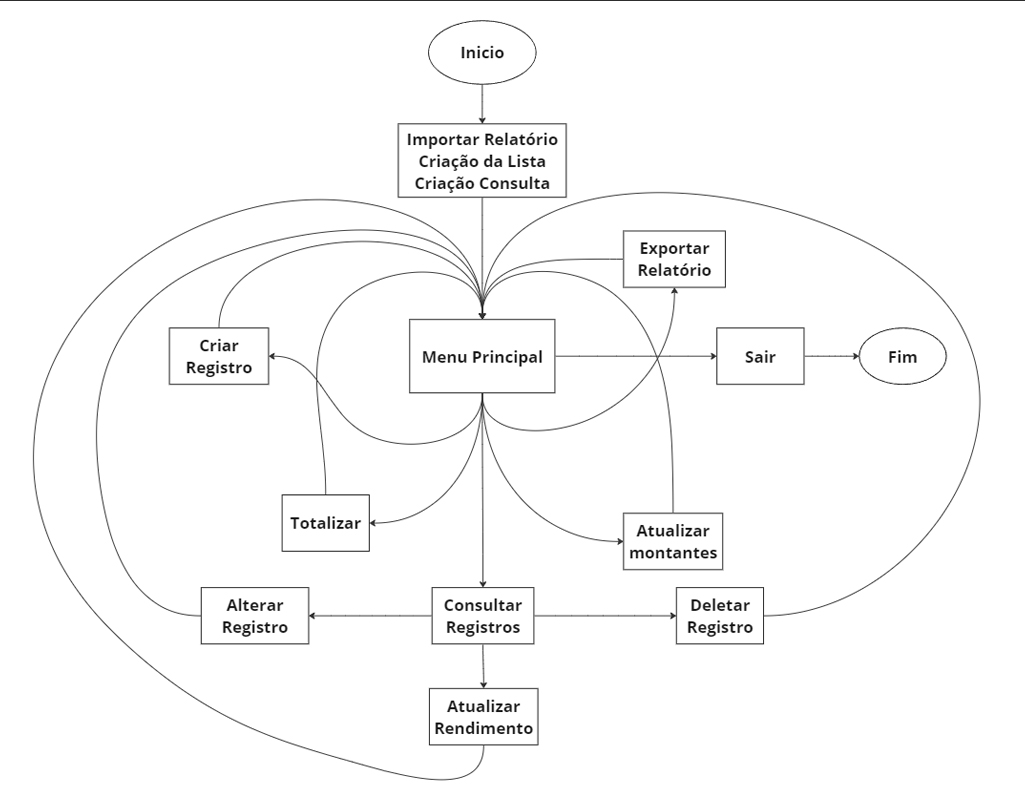 Inicio
Importar Relatório
Criação da Lista
Criação Consulta
Exportar
Relatório
Criar
Registro
Menu Principal
Sair
Fim
Totalizar
Atualizar
montantes
Alterar
Registro
Consultar
Registros
Deletar
Registro
Atualizar
Rendimento